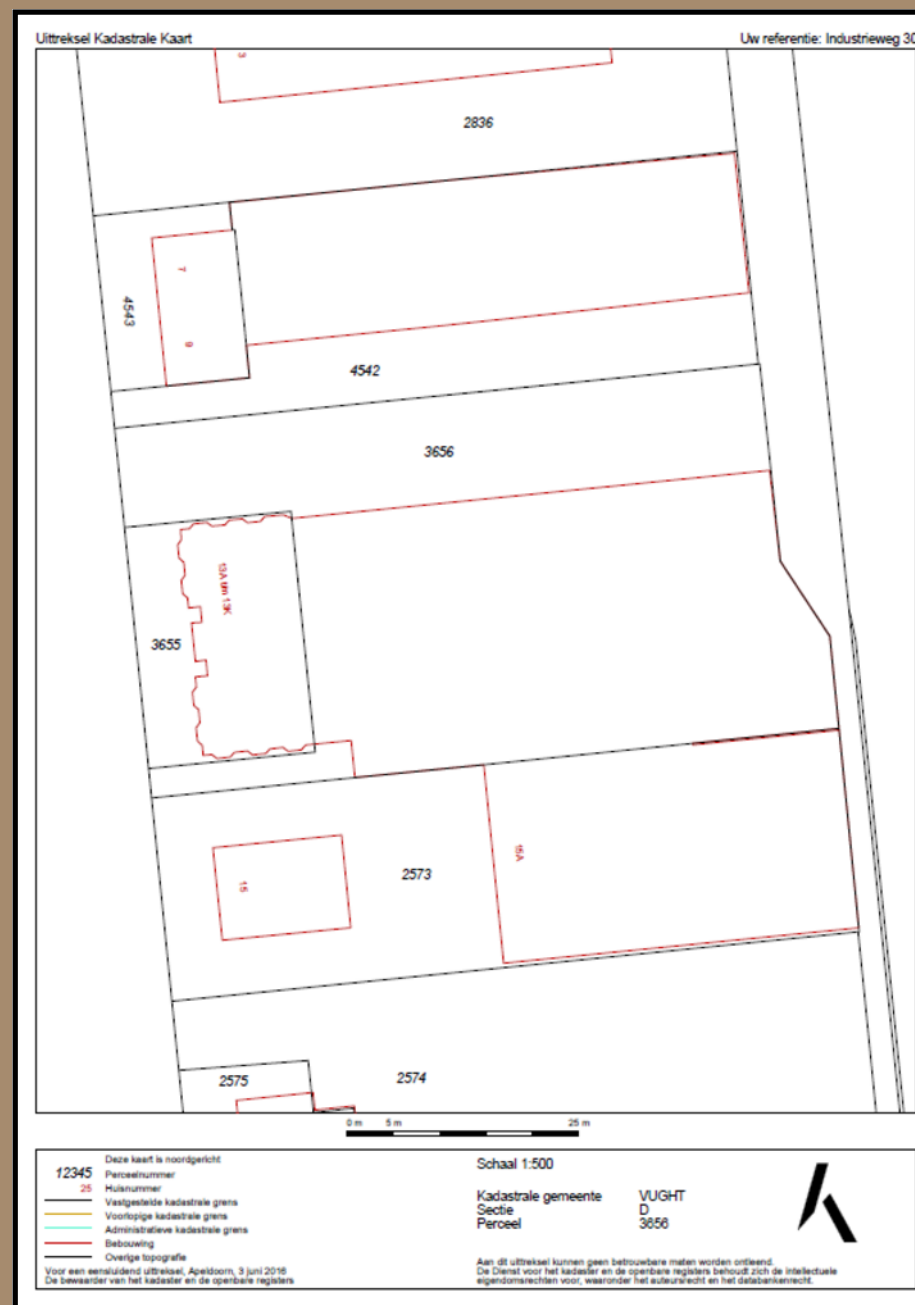 Uittreksel Kadastrale Kaart
Uw referentie: Industrieweg 30
3
2836
7
4543
9
4542
3656
13A t/m 13K
3655
15A
2573
15
2575
2574
0 m 5 m 25 m
Deze kaart is noordgericht
12345 Perceelnummer
25 Huisnummer
Vastgestelde kadastrale grens
Voorlopige kadastrale grens
Administratieve kadastrale grens
Bebouwing
Overige topografie
Voor een eensluidend uittreksel, Apeldoorn, 3 juni 2016
De bewaarder van het kadaster en de openbare registers
Schaal 1:500
Kadastrale gemeente VUGHT
Sectie D
Perceel 3656
Aan dit uittreksel kunnen geen betrouwbare maten worden ontleend.
De Dienst voor het kadaster en de openbare registers behoudt zich de intellectuele
eigendomsrechten voor, waaronder het auteursrecht en het databankenrecht.